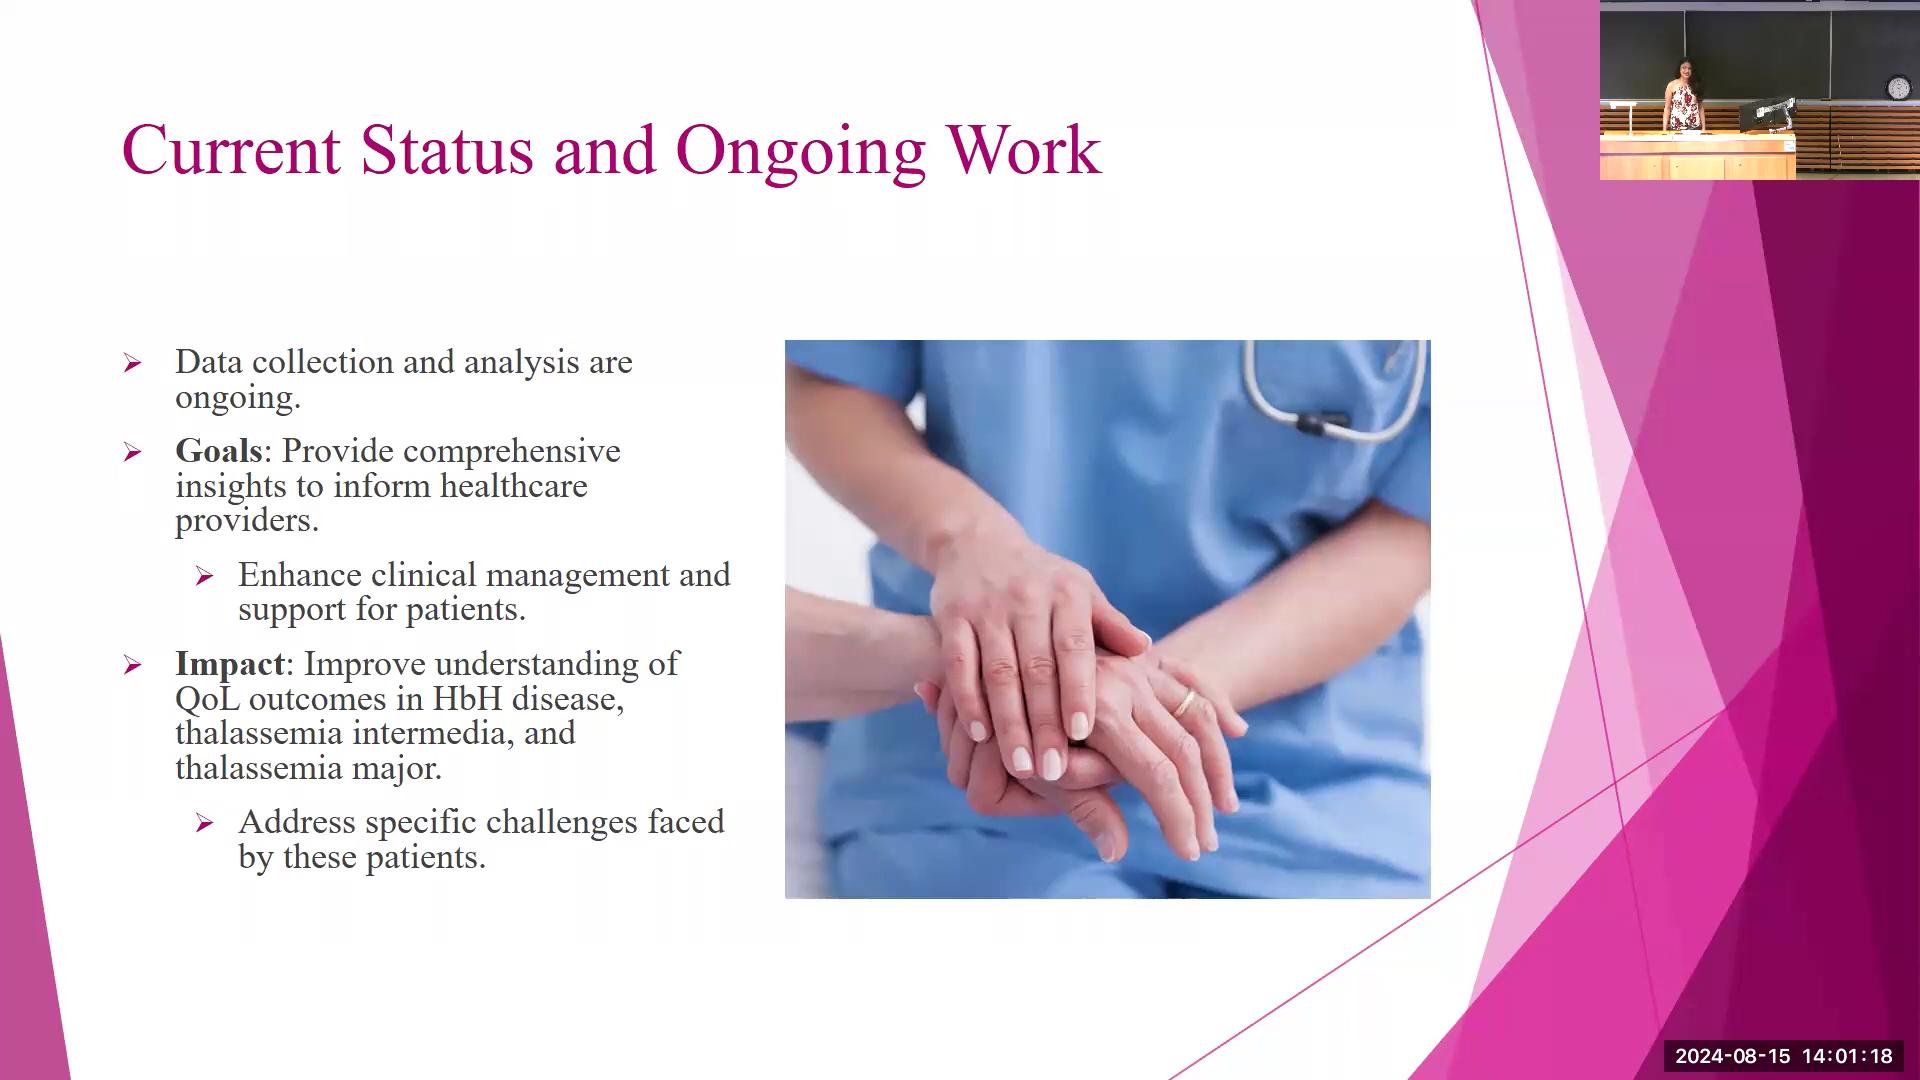 Current Status and Ongoing Work
Data collection and analysis are
ongoing.
Goals: Provide comprehensive
insights to inform healthcare
providers.
Enhance clinical management and
support for patients.
Impact: Improve understanding of
QoL outcomes in HbH disease,
thalassemia intermedia, and
thalassemia major.
Address specific challenges faced
by these patients.
2024-08-15 14:01:18